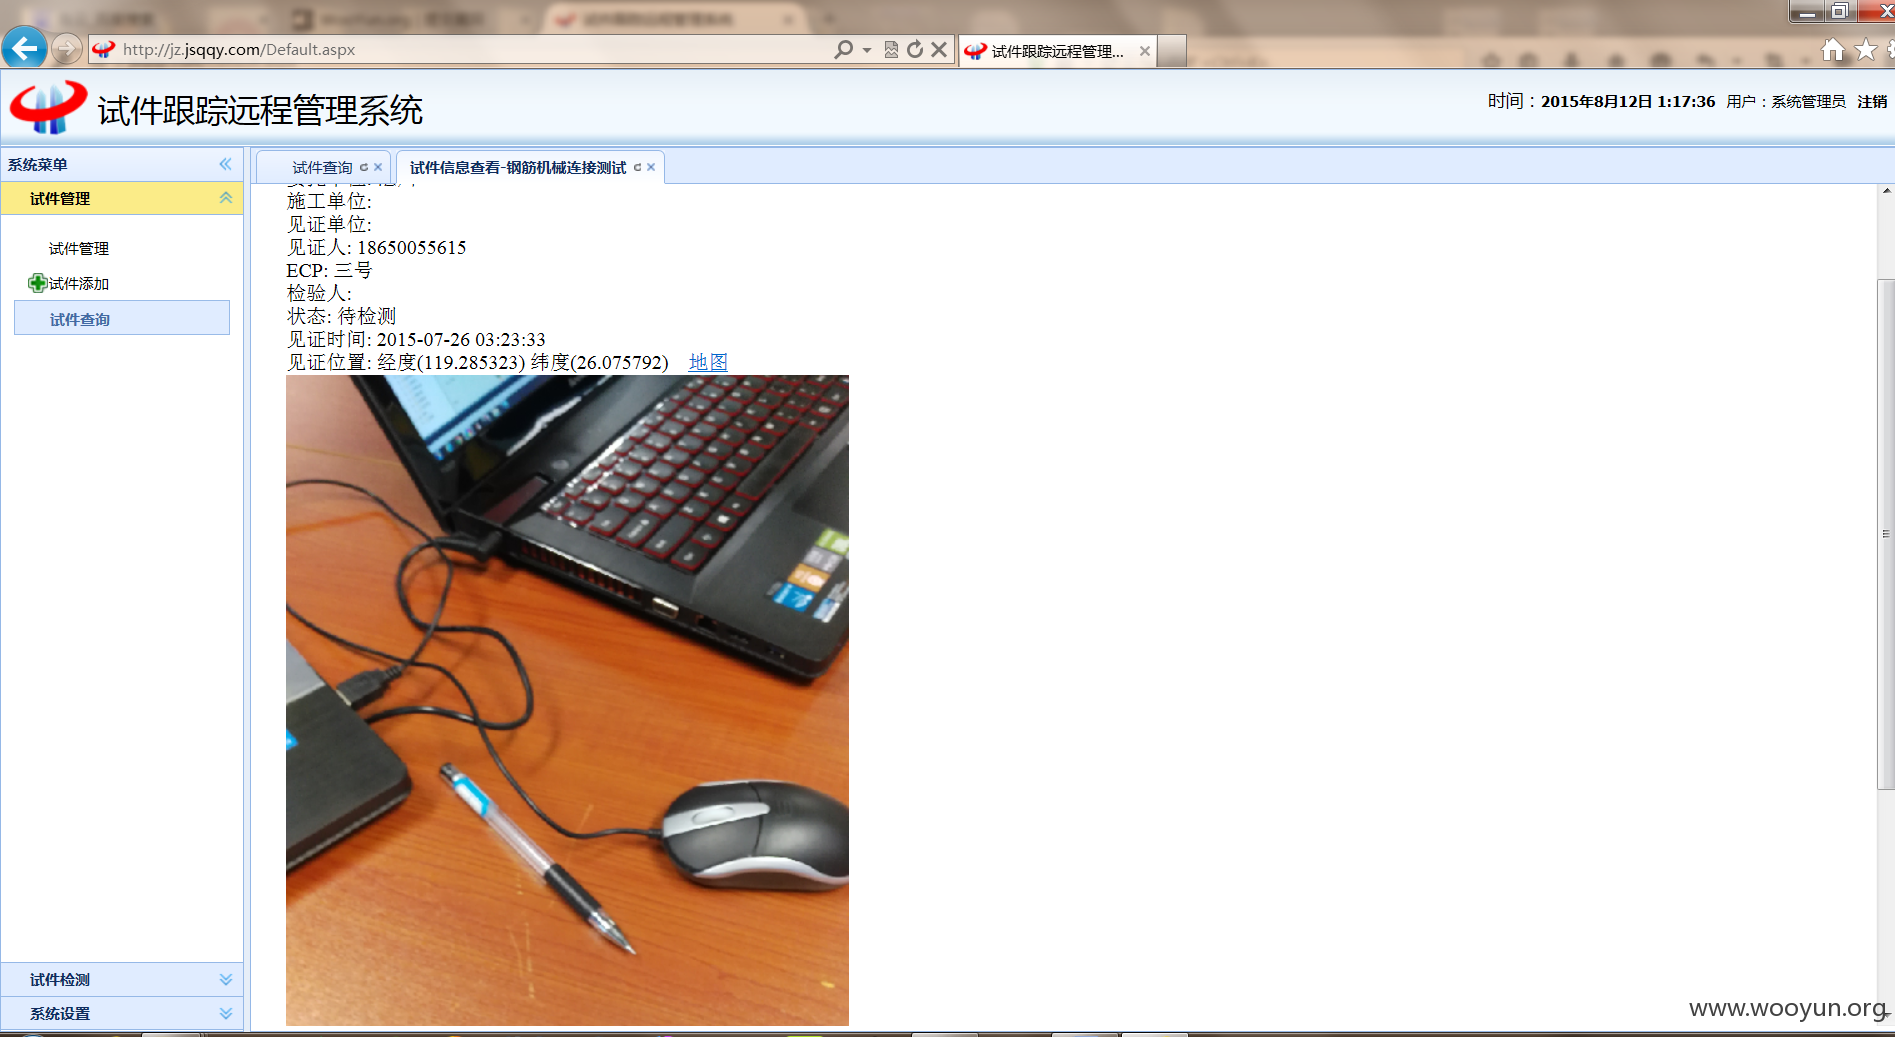 http://jz.jsqqy.com/Default.aspx
试件跟踪远程管理...
试件跟踪远程管理系统
时间：2015年8月12日 1:17:36 用户：系统管理员 注销
系统菜单
试件查询
试件信息查看-钢筋机械连接测试
试件管理
试件管理
试件添加
试件查询
施工单位:
见证单位:
见证人: 18650055615
ECP: 三号
检验人:
状态: 待检测
见证时间: 2015-07-26 03:23:33
见证位置: 经度(119.285323) 纬度(26.075792) 地图
试件检测
系统设置
www.wooyun.org